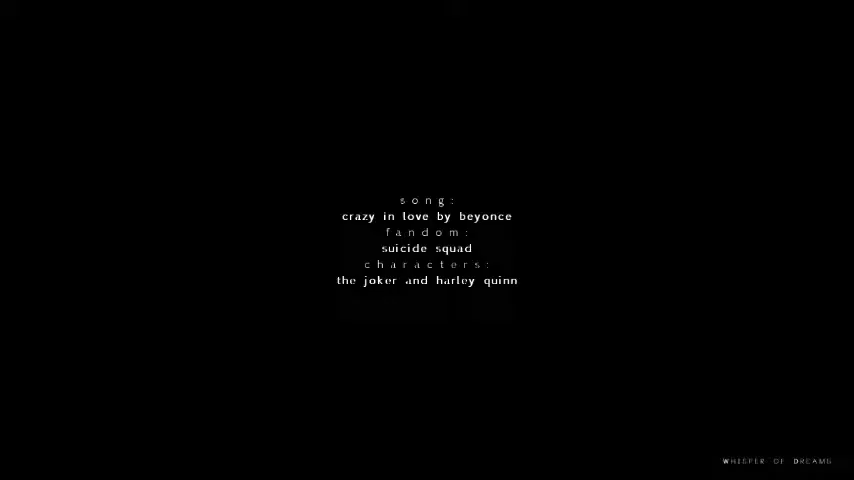 song:
crazy in love by beyonce
fandom:
suicide squad
characters:
the joker and harley quinn
WHISPER OF DREAMS